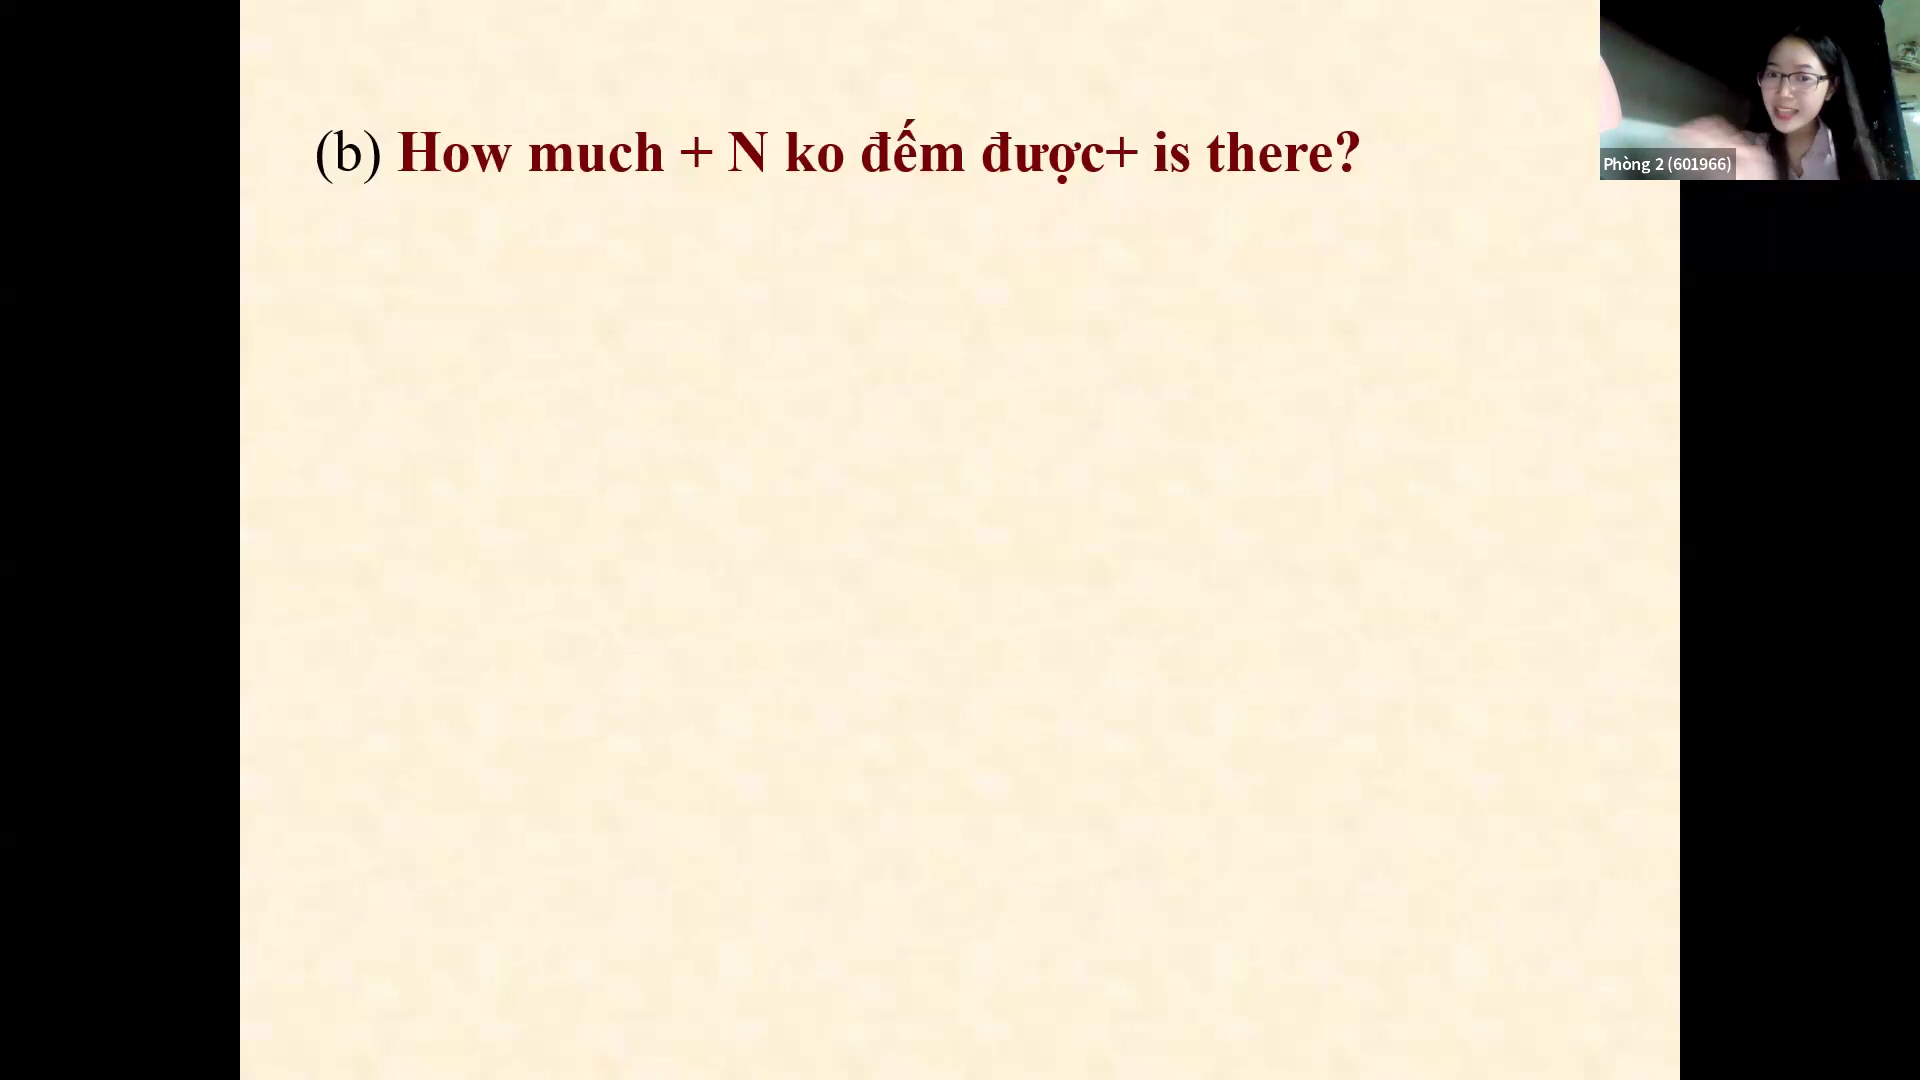 (b) How much + N ko đếm được+ is there?
Phòng 2 (601966)